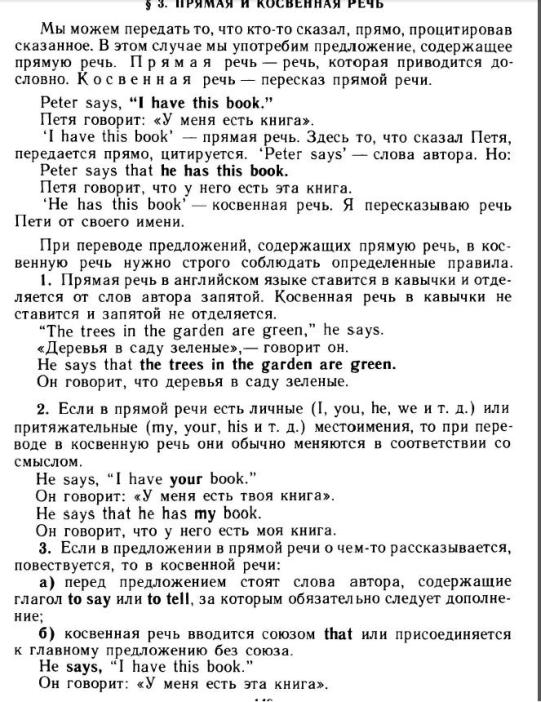 § 3. ПРЯМАЯ И КОСВЕННАЯ РЕЧЬ
Мы можем передать то, что кто-то сказал, прямо, процитировав
сказанное. В этом случае мы употребим предложение, содержащее
прямую речь. Прямая речь — речь, которая приводится до-
словно. Косвенная речь — пересказ прямой речи.
Peter says, “I have this book.”
Петя говорит: «У меня есть книга».
‘I have this book’ — прямая речь. Здесь то, что сказал Петя,
передается прямо, цитируется. ‘Peter says’ — слова автора. Но:
Peter says that he has this book.
Петя говорит, что у него есть эта книга.
‘He has this book’ — косвенная речь. Я пересказываю речь
Пети от своего имени.
При переводе предложений, содержащих прямую речь, в кос-
венную речь нужно строго соблюдать определенные правила.
1. Прямая речь в английском языке ставится в кавычки и отде-
ляется от слов автора запятой. Косвенная речь в кавычки не
ставится и запятой не отделяется.
“The trees in the garden are green,” he says.
«Деревья в саду зеленые»,— говорит он.
He says that the trees in the garden are green.
Он говорит, что деревья в саду зеленые.
2. Если в прямой речи есть личные (I, you, he, we и т. д.) или
притяжательные (my, your, his и т. д.) местоимения, то при пере-
воде в косвенную речь они обычно меняются в соответствии со
смыслом.
He says, “I have your book.”
Он говорит: «У меня есть твоя книга».
He says that he has my book.
Он говорит, что у него есть моя книга.
3. Если в предложении в прямой речи о чем-то рассказывается,
повествуется, то в косвенной речи:
а) перед предложением стоят слова автора, содержащие
глагол to say или to tell, за которым обязательно следует дополне-
ние;
б) косвенная речь вводится союзом that или присоединяется
к главному предложению без союза.
He says, “I have this book.”
Он говорит: «У меня есть эта книга».